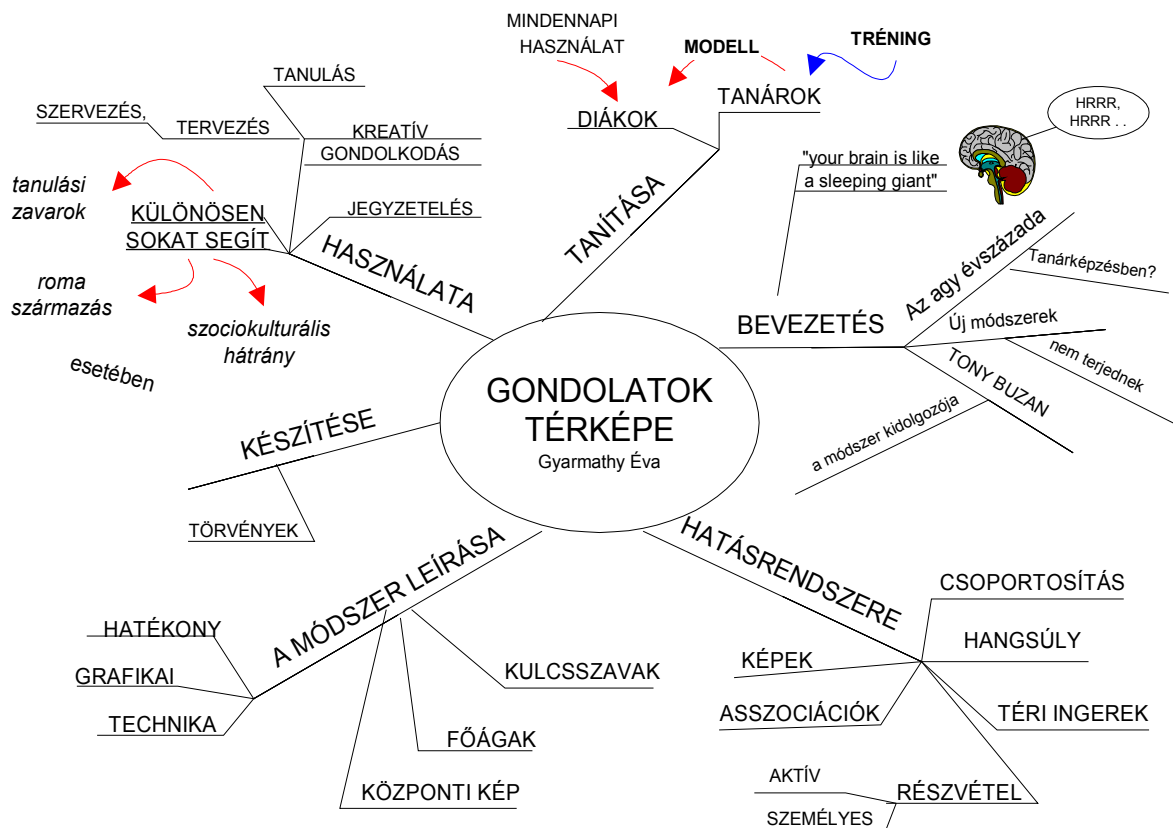 GONDOLATOK
TÉRKÉPE
Gyarmathy Éva
BEVEZETÉS
"your brain is like
a sleeping giant"
HRRR,
HRRR . .
Az agy évszázada
Tanárképzésben?
Új módszerek
nem terjednek
TONY BUZAN
a módszer kidolgozója
HATÁSRENDSZERE
CSOPORTOSÍTÁS
HANGSÚLY
KÉPEK
ASSZOCIÁCIÓK
TÉRI INGEREK
RÉSZVÉTEL
AKTÍV
SZEMÉLYES
A MÓDSZER LEÍRÁSA
HATÉKONY
GRAFIKAI
TECHNIKA
KULCSSZAVAK
FŐÁGAK
KÖZPONTI KÉP
KÉSZÍTÉSE
TÖRVÉNYEK
HASZNÁLATA
TANULÁS
SZERVEZÉS,
TERVEZÉS
KREATÍV
GONDOLKODÁS
JEGYZETELÉS
KÜLÖNÖSEN
SOKAT SEGÍT
tanulási
zavarok
roma
származás
szociokulturális
hátrány
esetében
TANÍTÁSA
MINDENNAPI
HASZNÁLAT
DIÁKOK
MODELL
TANÁROK
TRÉNING